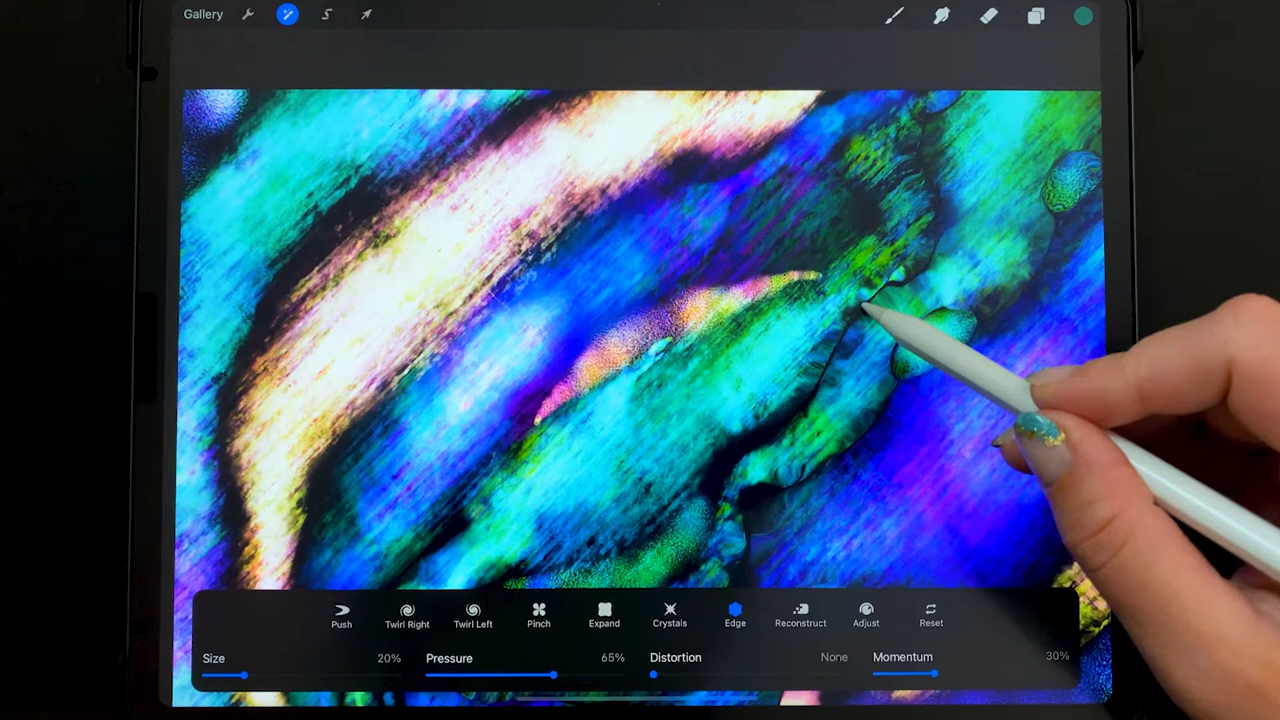 Gallery
Push Twirl Right Twirl Left Pinch Expand Crystals Edge Reconstruct Adjust Reset
Size 20% Pressure 65% Distortion None Momentum 30%